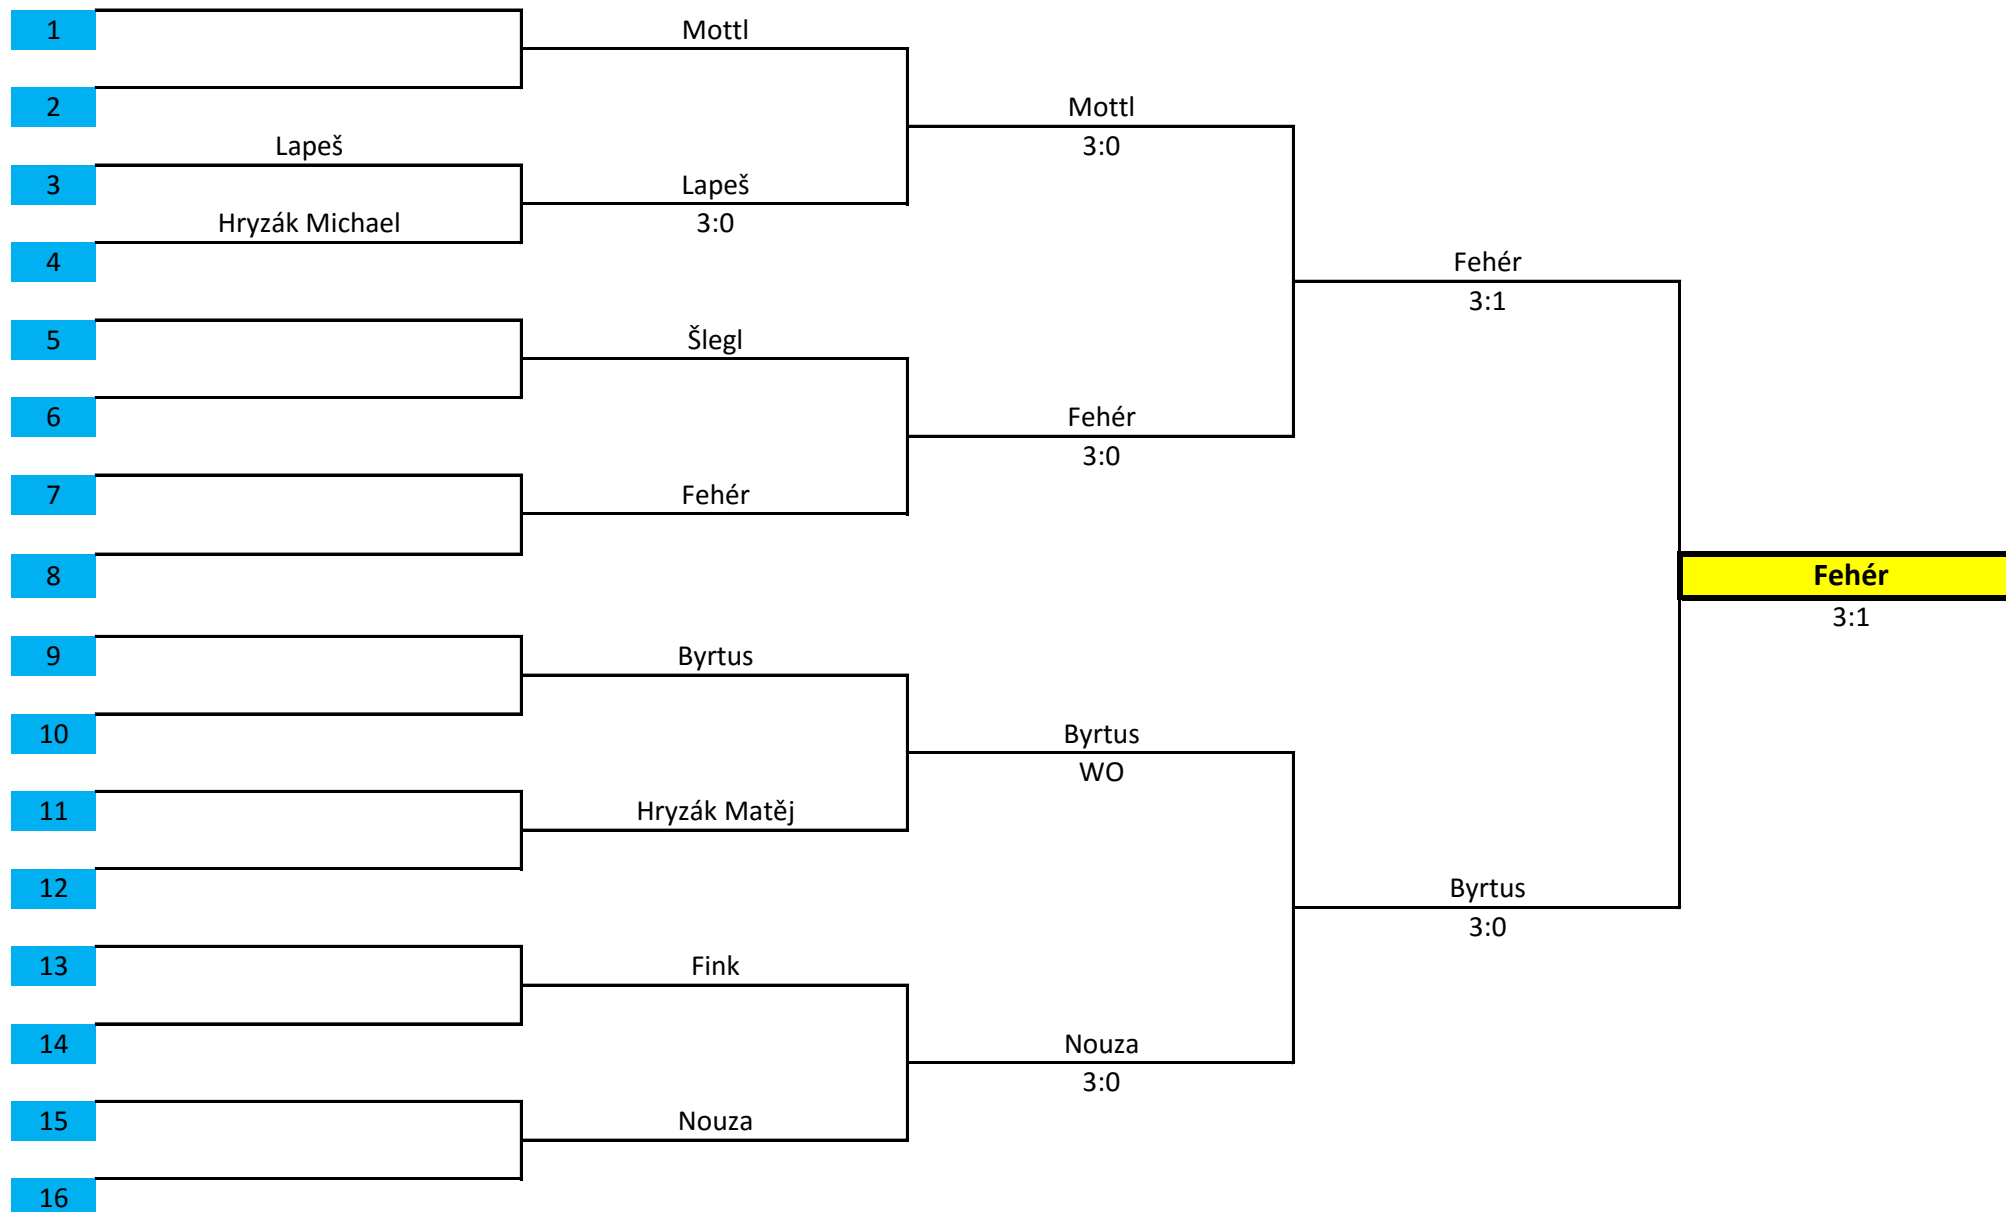 1
Mottl
2
Mottl
Lapeš
3:0
3
Lapeš
Hryzák Michael
3:0
4
Fehér
3:1
5
Šlegl
6
Fehér
3:0
7
Fehér
8
Fehér
3:1
9
Byrtus
10
Byrtus
WO
11
Hryzák Matěj
12
Byrtus
3:0
13
Fink
14
Nouza
3:0
15
Nouza
16